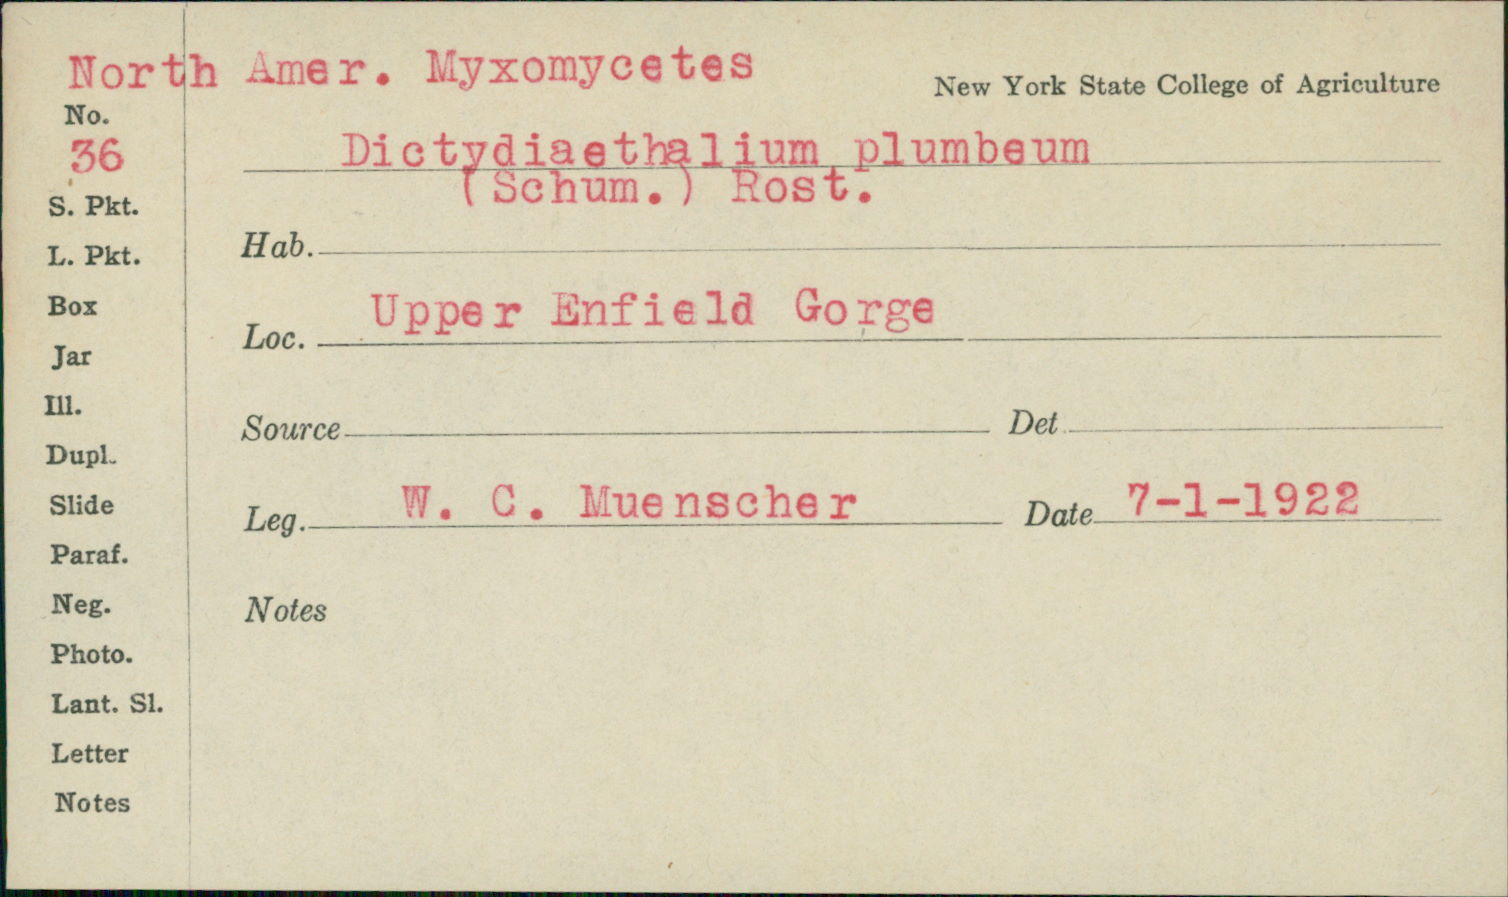 North Amer. Myxomycetes
New York State College of Agriculture
No.
36
Dictydiaethalium plumbeum
(Schum.) Rost.
S. Pkt.
L. Pkt.
Box
Jar
Ill.
Dupl.
Slide
Paraf.
Neg.
Photo.
Lant. Sl.
Letter
Notes
Hab.
Loc. Upper Enfield Gorge
Source Det
Leg. W. C. Muenscher Date 7-1-1922
Notes